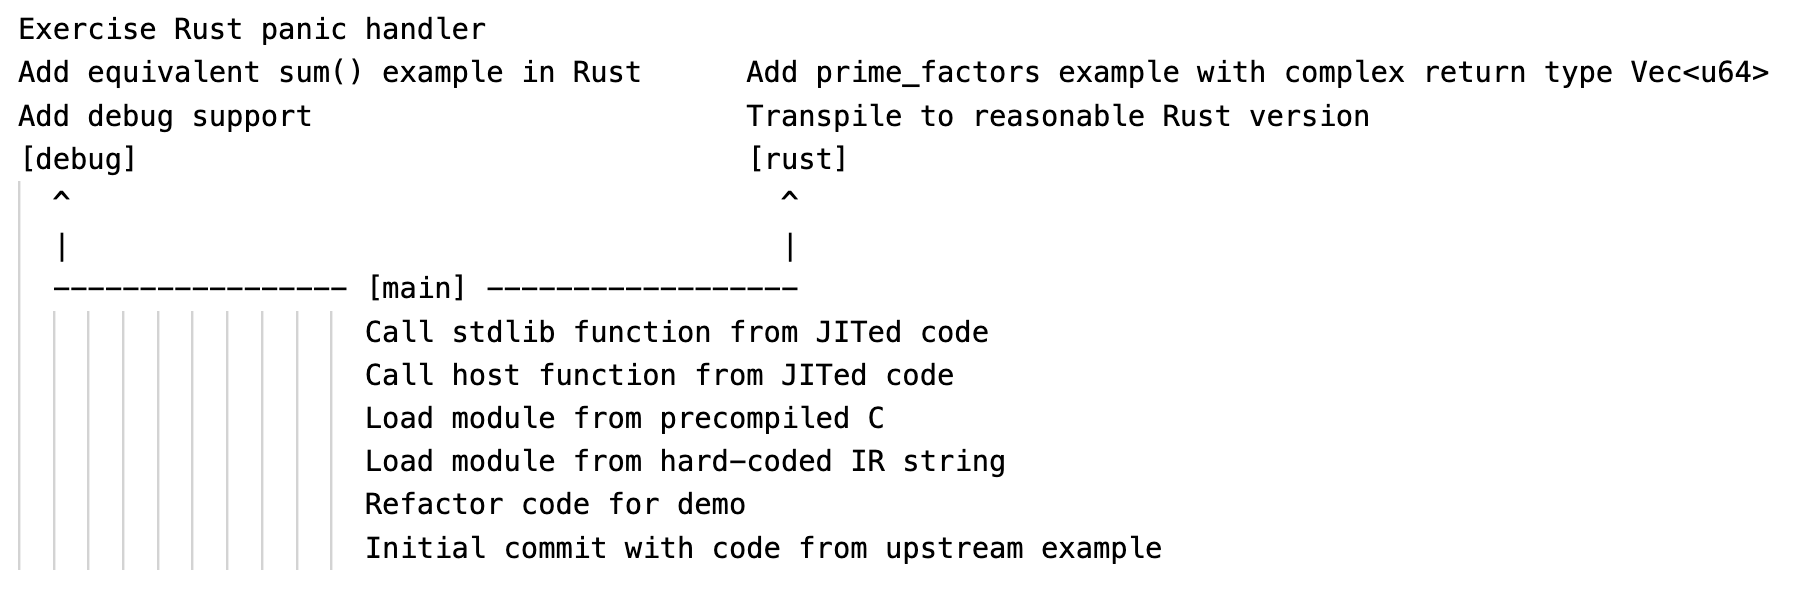 Exercise Rust panic handler
Add equivalent sum() example in Rust      Add prime_factors example with complex return type Vec<u64>
Add debug support                         Transpile to reasonable Rust version
[debug]                                   [rust]
  ^                                         ^
  |                                         |
  ----------------- [main] ------------------
                    Call stdlib function from JITed code
                    Call host function from JITed code
                    Load module from precompiled C
                    Load module from hard-coded IR string
                    Refactor code for demo
                    Initial commit with code from upstream example